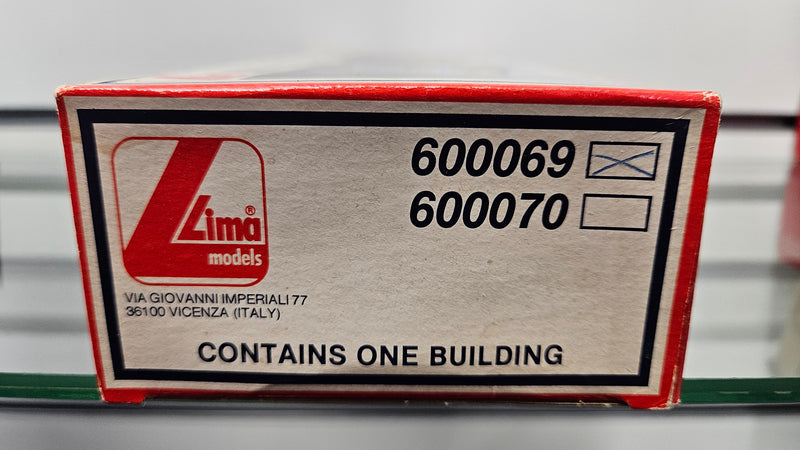 Lima®
models
VIA GIOVANNI IMPERIALI 77
36100 VICENZA (ITALY)
600069
600070
CONTAINS ONE BUILDING